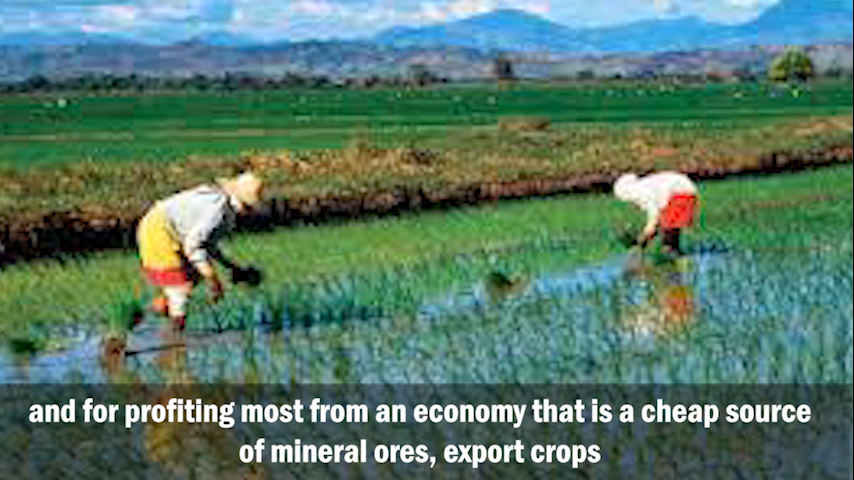 and for profiting most from an economy that is a cheap source
of mineral ores, export crops